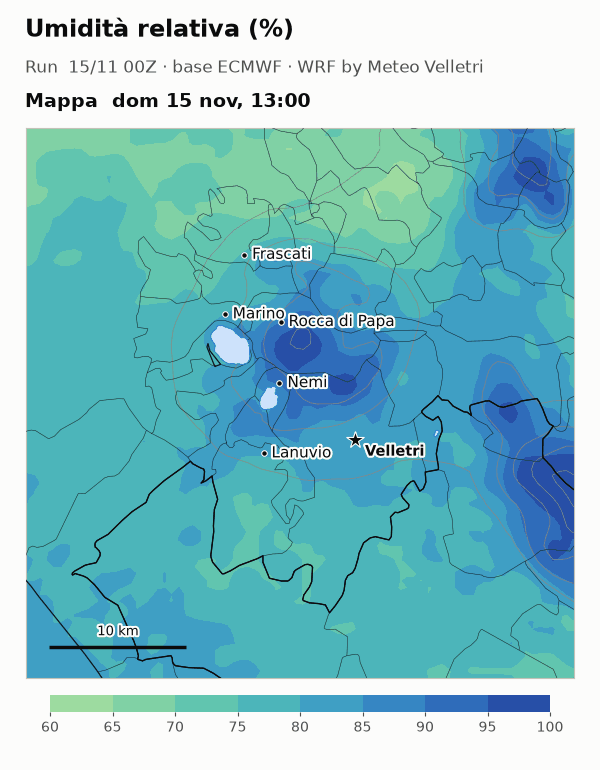 Umidità relativa (%)
Run  15/11 00Z · base ECMWF · WRF by Meteo Velletri
Mappa  dom 15 nov, 13:00
Frascati
Marino
Rocca di Papa
Nemi
Velletri
Lanuvio
10 km
60 65 70 75 80 85 90 95 100